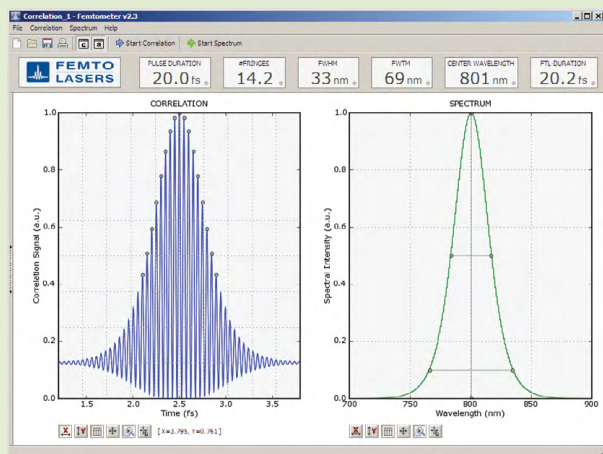 Correlation_1 - Femtometer v2.3
File Correlation Spectrum Help
C S Start Correlation Start Spectrum
FEMTO LASERS
PULSE DURATION
20.0 fs
#FRINGES
14.2
FWHM
33 nm
FWTM
69 nm
CENTER WAVELENGTH
801 nm
FTL DURATION
20.2 fs
CORRELATION
1.0
0.8
0.6
0.4
0.2
0.0
Correlation Signal (a.u.)
1.5 2.0 2.5 3.0 3.5
Time (fs)
X Y [X=3.795, Y=0.761]
SPECTRUM
1.0
0.8
0.6
0.4
0.2
0.0
Spectral Intensity (a.u.)
700 750 800 850 900
Wavelength (nm)
X Y